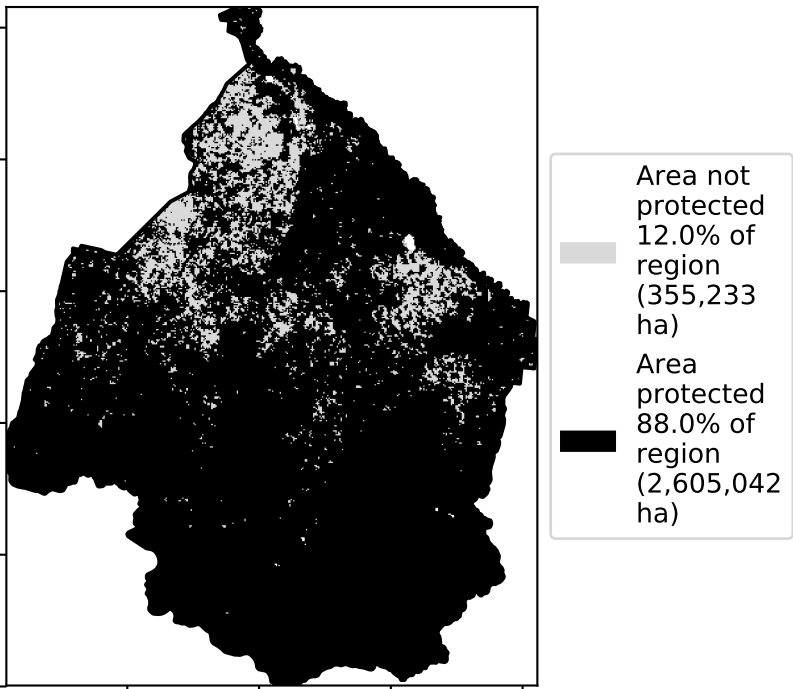 Area not
protected
12.0% of
region
(355,233
ha)
Area
protected
88.0% of
region
(2,605,042
ha)